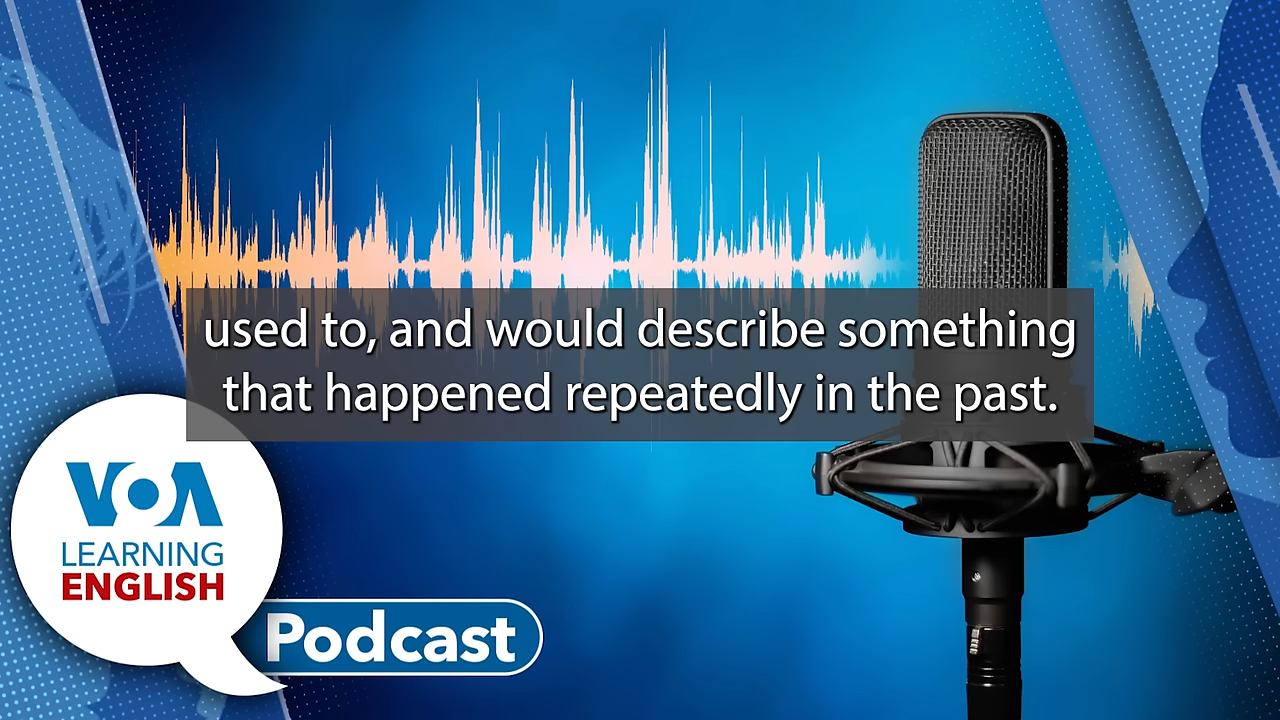 used to, and would describe something
that happened repeatedly in the past.
VOA
LEARNING
ENGLISH
Podcast